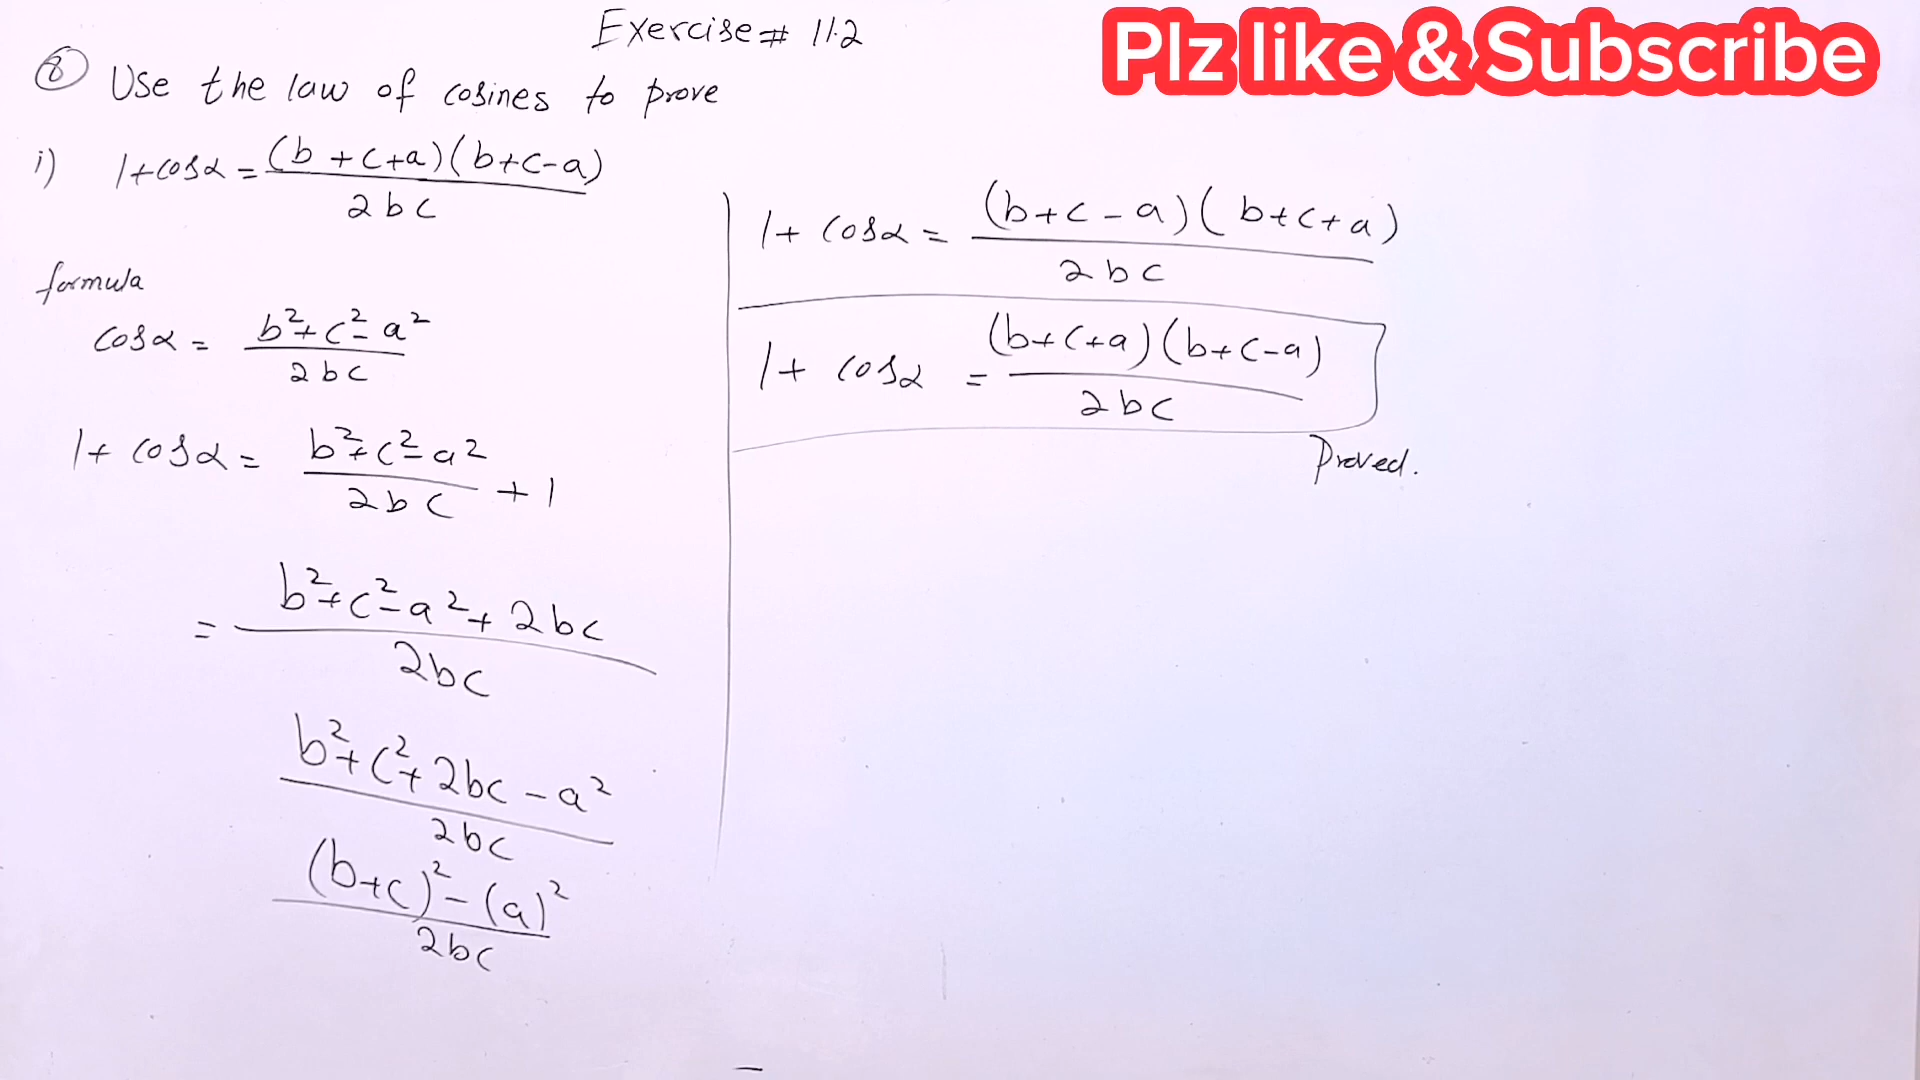 Exercise # 11.2
Plz like & Subscribe
⑧ Use the law of cosines to prove
i) 1+cosα = (b+c+a)(b+c-a) / 2bc
formula
cosα = b²+c²-a² / 2bc
1+cosα = b²+c²-a² / 2bc + 1
= b²+c²-a²+2bc / 2bc
b²+c²+2bc-a² / 2bc
(b+c)²-(a)² / 2bc
1+cosα = (b+c-a)(b+c+a) / 2bc
1+cosα = (b+c+a)(b+c-a) / 2bc
Proved.